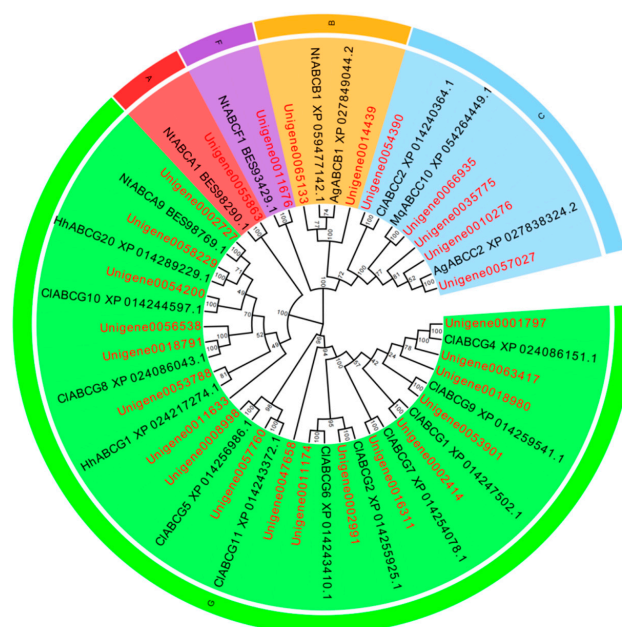 A
F
B
C
G
NtABCA1 BES98290.1
Unigene0055863
NtABCF1 BES93429.1
Unigene0011676
Unigene0065133
NtABCB1 XP 059477142.1
AgABCB1 XP 027849044.2
Unigene0014439
Unigene0054390
ClABCC2 XP 014240364.1
MqABCC10 XP 054264449.1
Unigene0066935
Unigene0035775
Unigene0010276
AgABCC2 XP 027838324.2
Unigene0057027
Unigene0001797
ClABCG4 XP 024086151.1
Unigene0063417
Unigene0018980
ClABCG9 XP 014259541.1
Unigene0053901
ClABCG1 XP 014247502.1
Unigene0002414
ClABCG7 XP 014254078.1
Unigene0016311
ClABCG2 XP 014255925.1
Unigene0002991
ClABCG6 XP 014243410.1
Unigene0011174
Unigene0047658
ClABCG11 XP 014243372.1
Unigene0037760
ClABCG5 XP 014256986.1
Unigene0008998
Unigene0011633
HhABCG1 XP 024217274.1
Unigene0053788
ClABCG8 XP 024086043.1
Unigene0018791
Unigene0056538
ClABCG10 XP 014244597.1
Unigene0054200
HhABCG20 XP 014289229.1
Unigene0058229
NtABCA9 BES98769.1
Unigene0002727